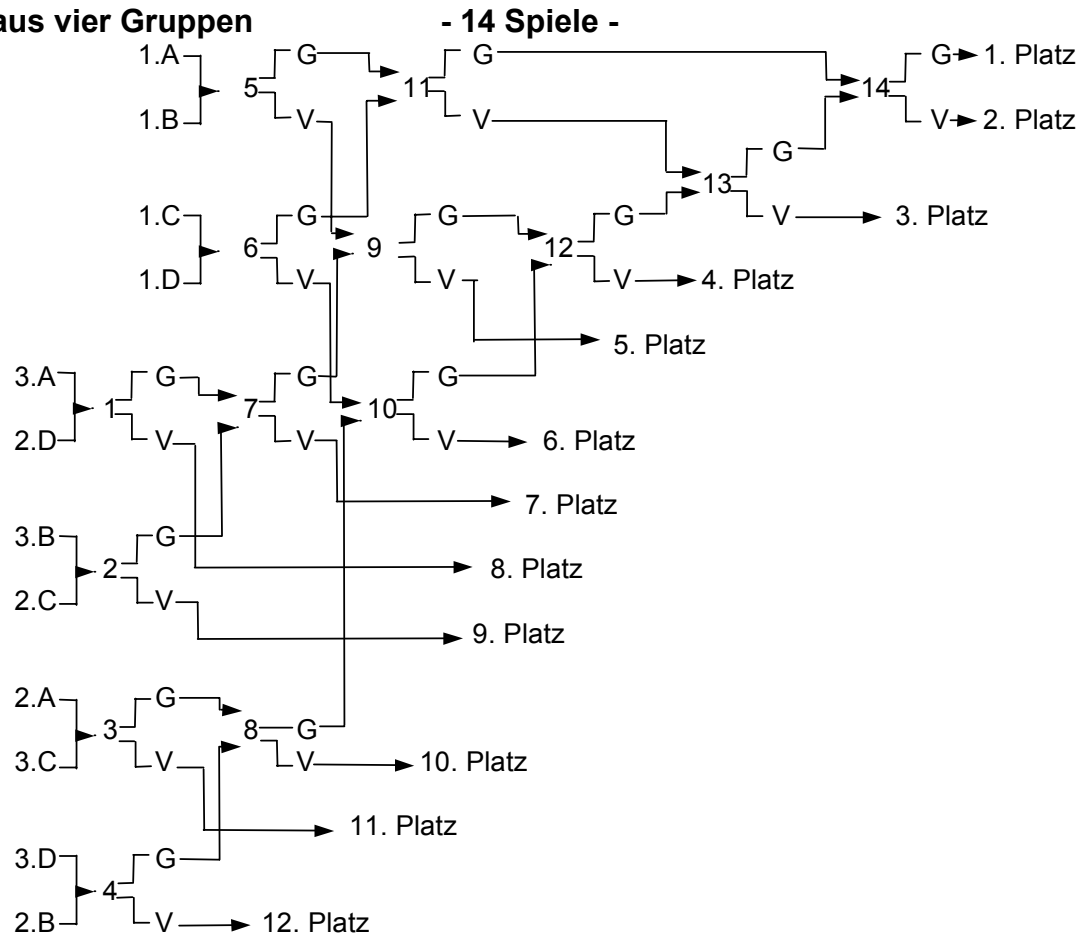 aus vier Gruppen - 14 Spiele -
1.A G 11 G 14 G 1. Platz
5
1.B V V V 2. Platz
G
13
1.C G G G V 3. Platz
6 9 12
1.D V V V 4. Platz
5. Platz
3.A G G G
1 7 10
2.D V V V 6. Platz
7. Platz
3.B G
2 8. Platz
2.C V
9. Platz
2.A G
3 8 G
3.C V V 10. Platz
11. Platz
3.D G
4
2.B V 12. Platz